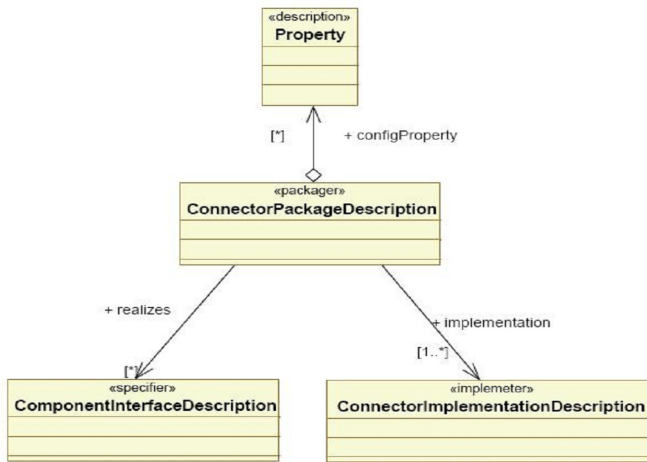 «description»
Property
[*]
+ configProperty
«packager»
ConnectorPackageDescription
+ realizes
+ implementation
[*]
[1..*]
«specifier»
ComponentInterfaceDescription
«implemeter»
ConnectorImplementationDescription